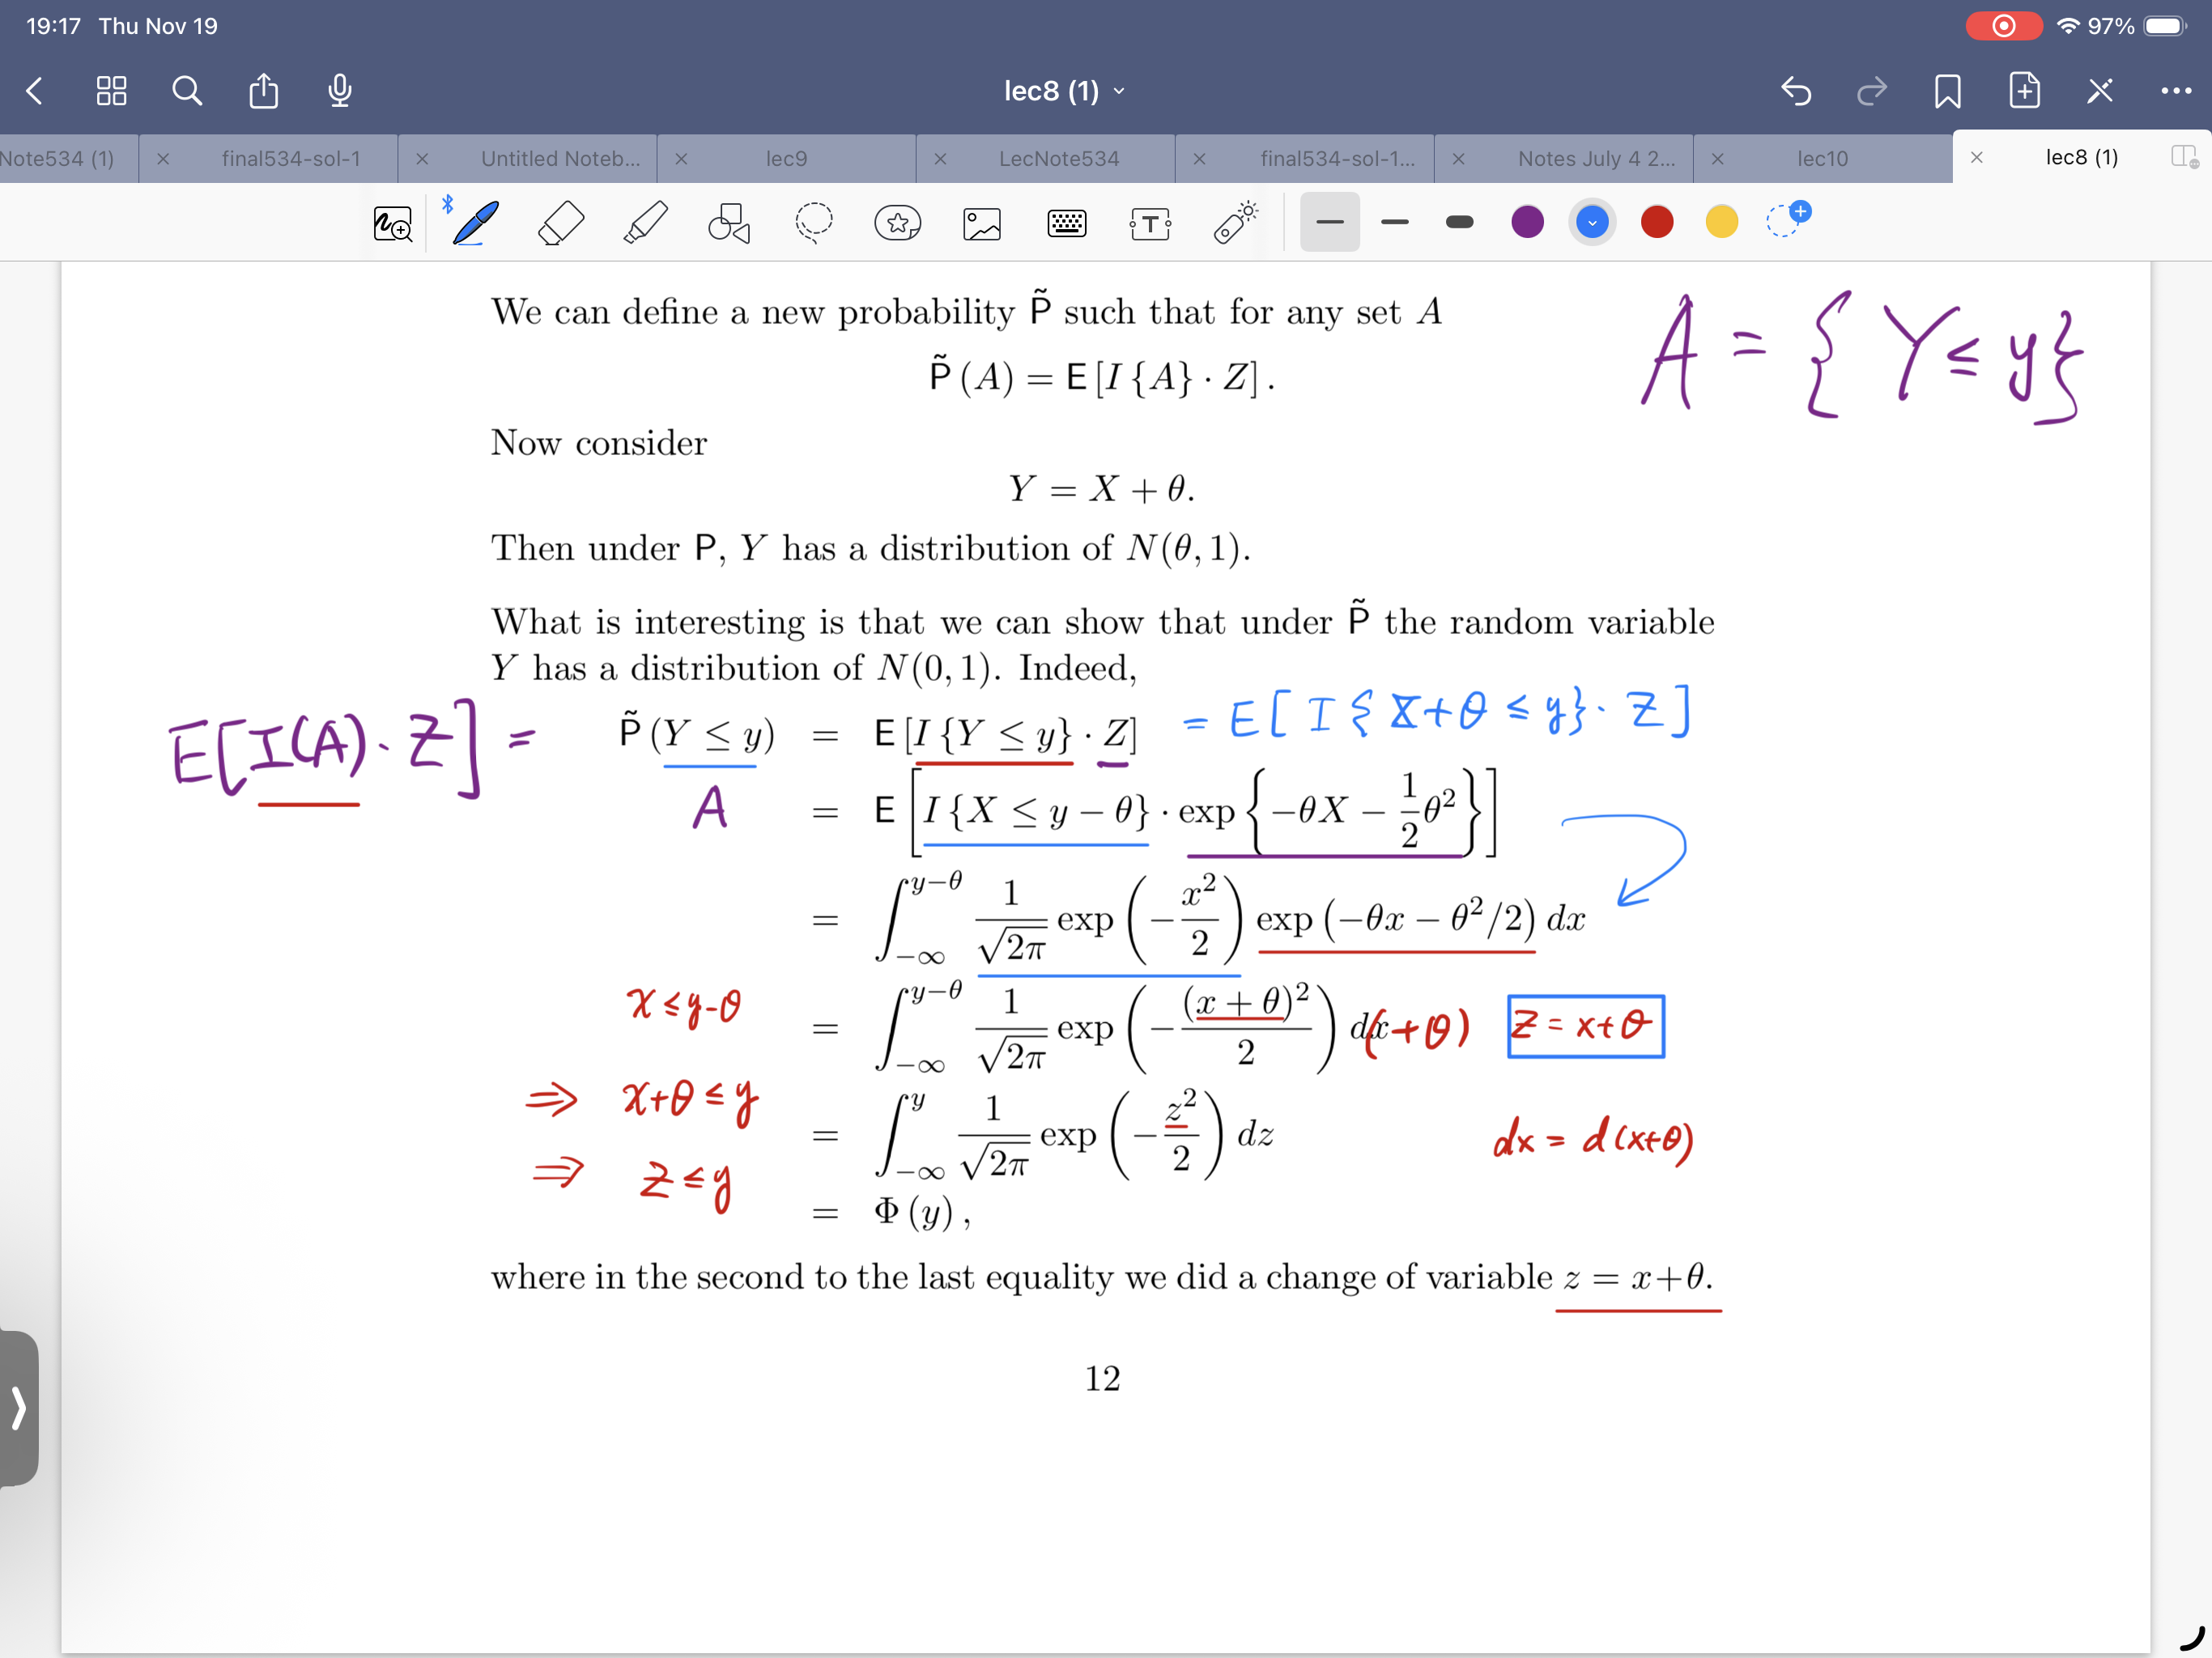 19:17 Thu Nov 19 97%
lec8 (1)
Note534 (1) final534-sol-1 Untitled Noteb... lec9 LecNote534 final534-sol-1... Notes July 4 2... lec10 lec8 (1)
We can define a new probability P̃ such that for any set A
P̃ (A) = E [I {A} · Z] .
A = { Y ≤ y}
Now consider
Y = X + θ.
Then under P, Y has a distribution of N(θ, 1).
What is interesting is that we can show that under P̃ the random variable
Y has a distribution of N(0, 1). Indeed,
E[I(A) · Z] = P̃ (Y ≤ y) = E [I {Y ≤ y} · Z] = E[ I { X+θ ≤ y} · Z ]
A = E [ I {X ≤ y − θ} · exp { −θX − 1/2 θ² } ]
= ∫_{−∞}^{y−θ} 1/√2π exp ( − x²/2 ) exp (−θx − θ²/2) dx
x ≤ y-θ = ∫_{−∞}^{y−θ} 1/√2π exp ( − (x + θ)²/2 ) dx (+θ) z = x+θ
⇒ x+θ ≤ y = ∫_{−∞}^{y} 1/√2π exp ( − z²/2 ) dz dx = d(x+θ)
⇒ z ≤ y
= Φ (y) ,
where in the second to the last equality we did a change of variable z = x+θ.
12